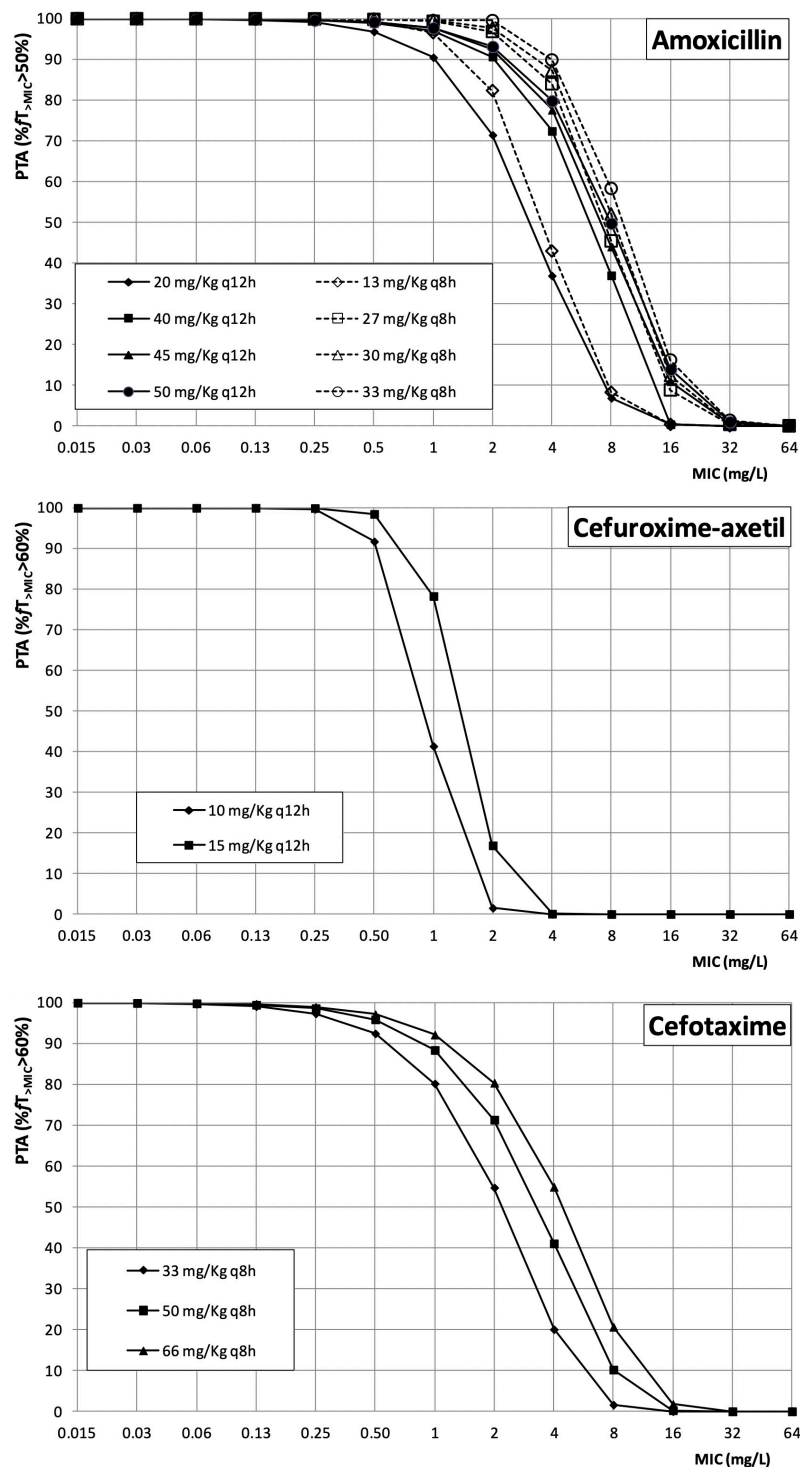 Amoxicillin
PTA (%fT>MIC>50%)
100
90
80
70
60
50
40
30
20
10
0
20 mg/Kg q12h
13 mg/Kg q8h
40 mg/Kg q12h
27 mg/Kg q8h
45 mg/Kg q12h
30 mg/Kg q8h
50 mg/Kg q12h
33 mg/Kg q8h
0.015 0.03 0.06 0.13 0.25 0.5 1 2 4 8 16 32 64
MIC (mg/L)
Cefuroxime-axetil
PTA (%fT>MIC>60%)
100
90
80
70
60
50
40
30
20
10
0
10 mg/Kg q12h
15 mg/Kg q12h
0.015 0.03 0.06 0.13 0.25 0.50 1 2 4 8 16 32 64
MIC (mg/L)
Cefotaxime
PTA (%fT>MIC>60%)
100
90
80
70
60
50
40
30
20
10
0
33 mg/Kg q8h
50 mg/Kg q8h
66 mg/Kg q8h
0.015 0.03 0.06 0.13 0.25 0.50 1 2 4 8 16 32 64
MIC (mg/L)